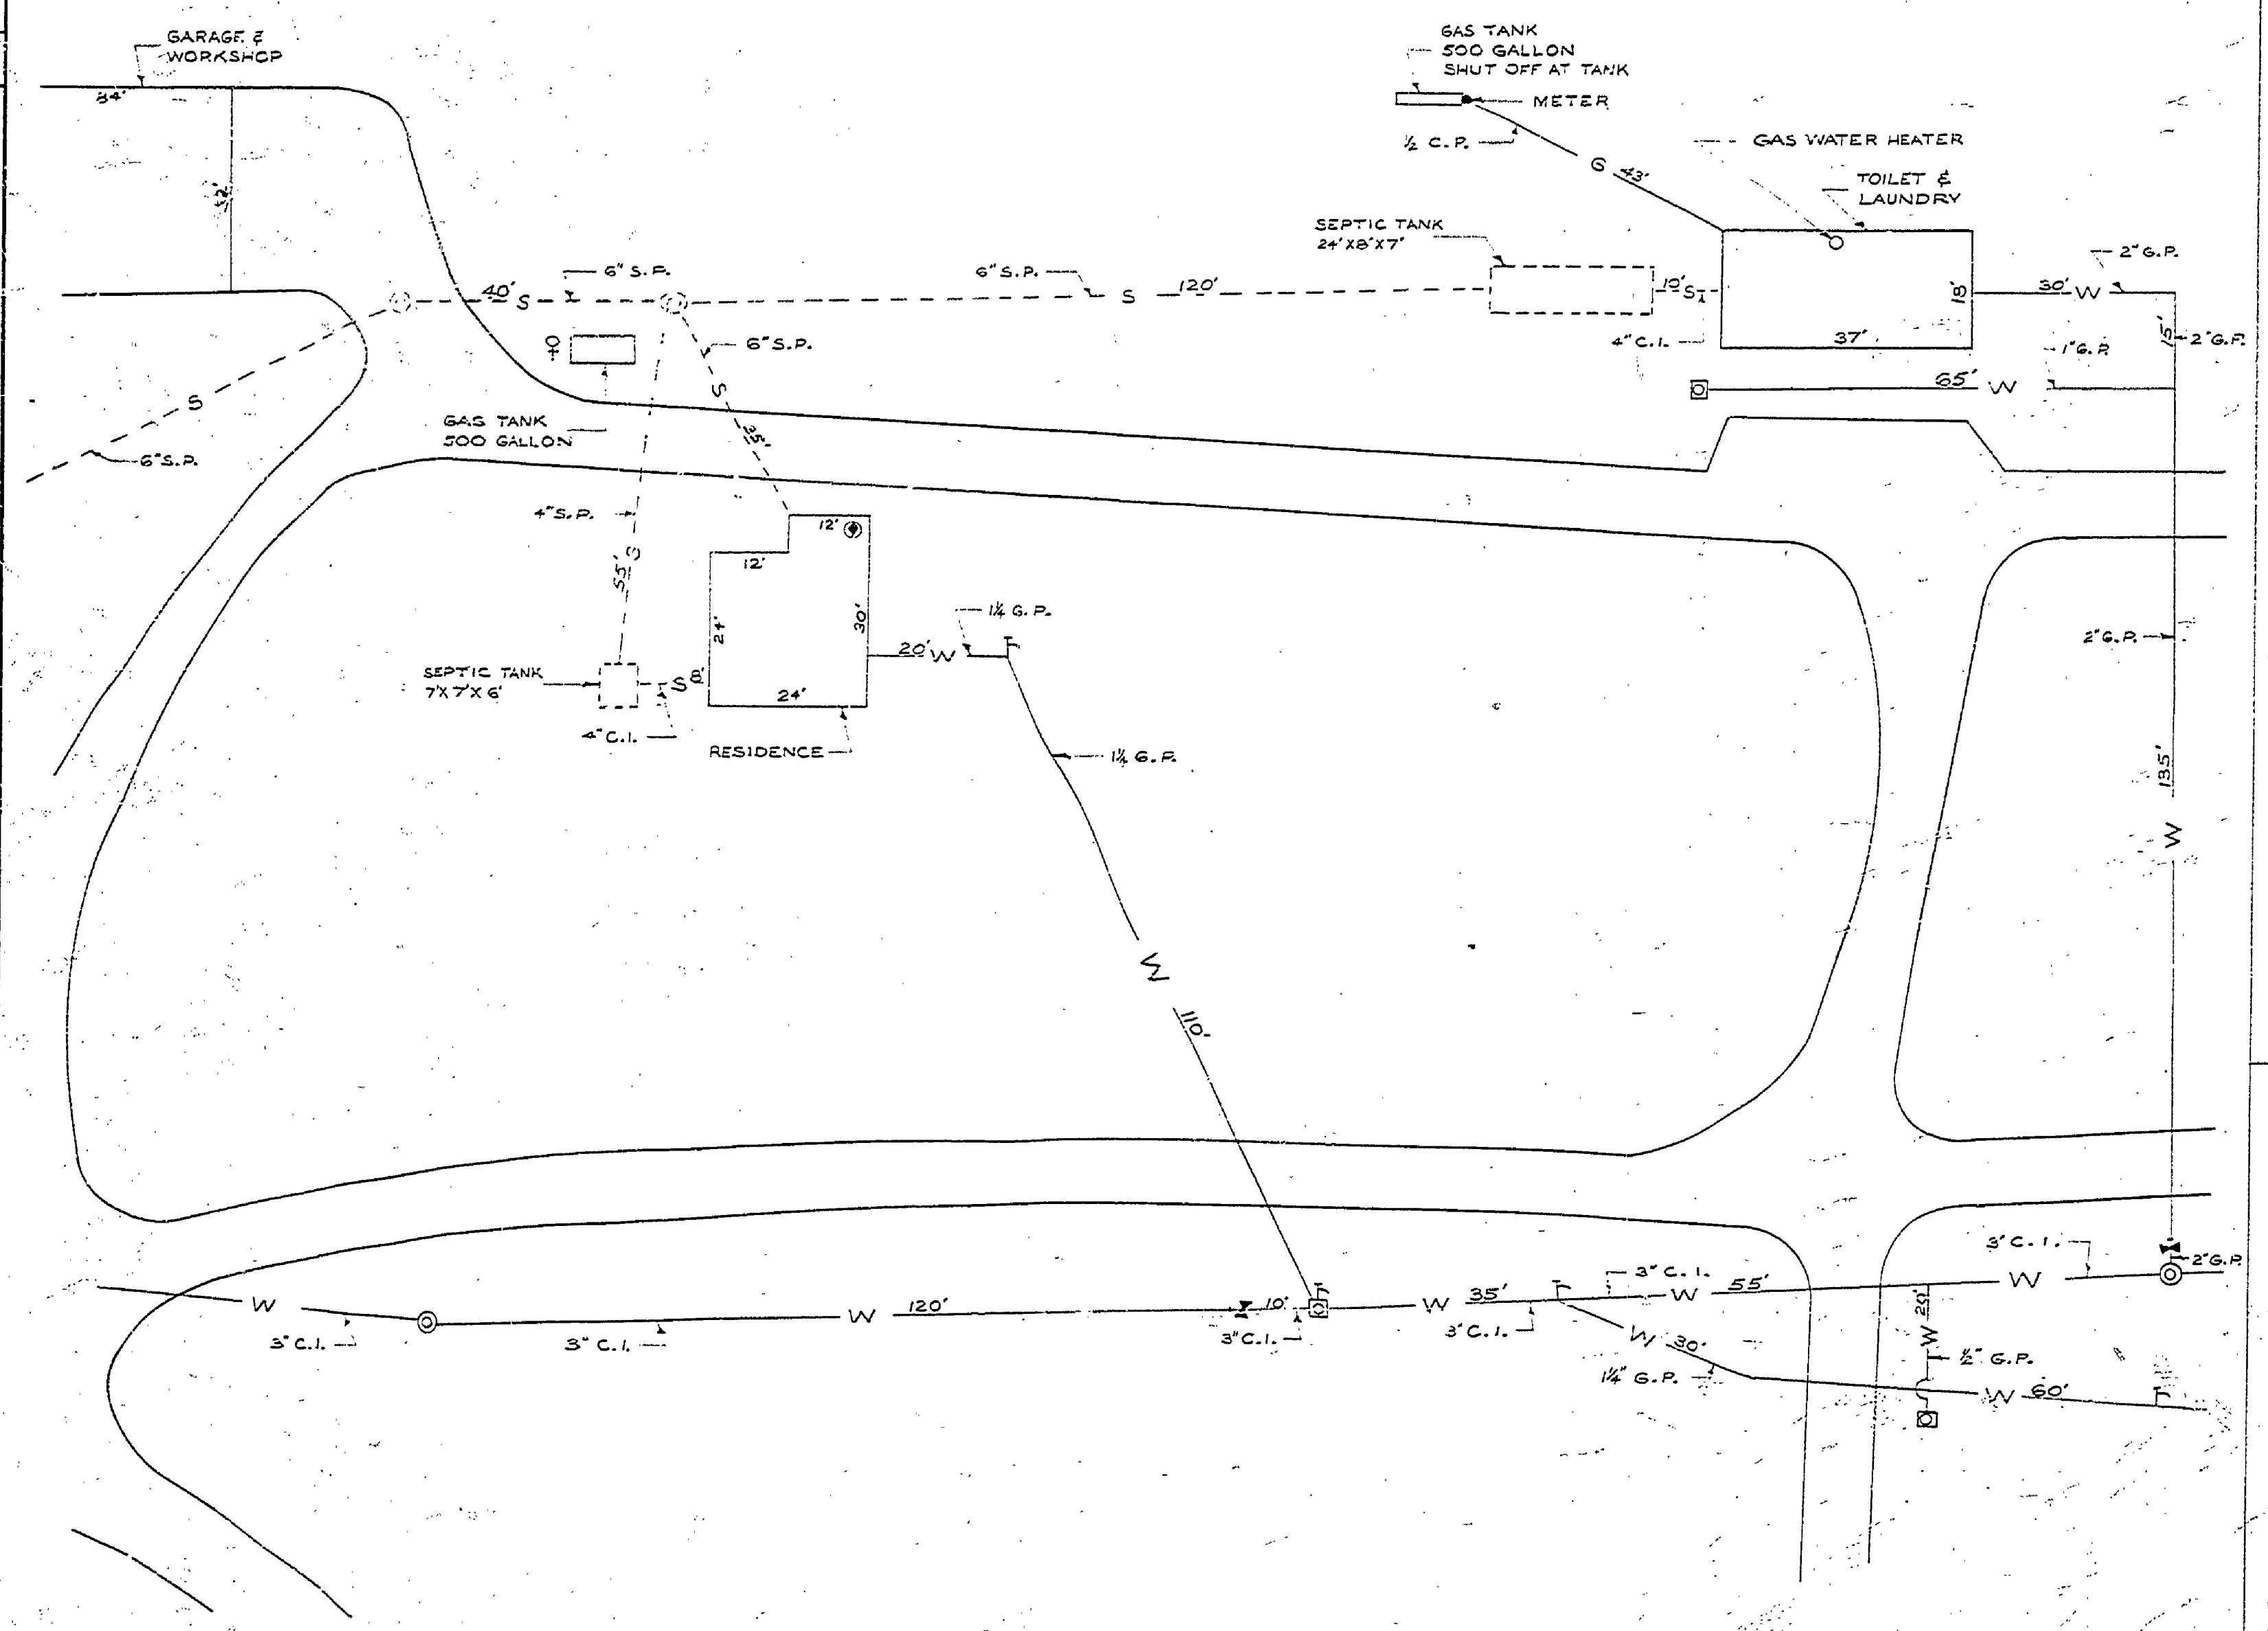 GARAGE &
WORKSHOP
34'
GAS TANK
500 GALLON
SHUT OFF AT TANK
METER
½ C.P.
G 43'
GAS WATER HEATER
TOILET &
LAUNDRY
SEPTIC TANK
24'X8'X7'
10' S
4" C.I.
18'
37'
30' W
2" G.P.
15'
2" G.P.
1" G.P.
65' W
6" S.P.
40' S
6" S.P.
S 120'
6" S.P.
S
25'
S
6" S.P.
GAS TANK
500 GALLON
4" S.P.
55' S
12'
12'
24'
30'
24'
20' W
1¼ G.P.
SEPTIC TANK
7'X7'X6'
S 8'
4" C.I.
RESIDENCE
1¼ G.P.
2" G.P.
135'
W
W
110'
3" C.I.
2" G.P.
W
3" C.I.
W 55'
20'
W
W
3" C.I.
3" C.I.
W 120'
10'
3" C.I.
W 35'
3" C.I.
W 30'
1¼" G.P.
½" G.P.
W 60'